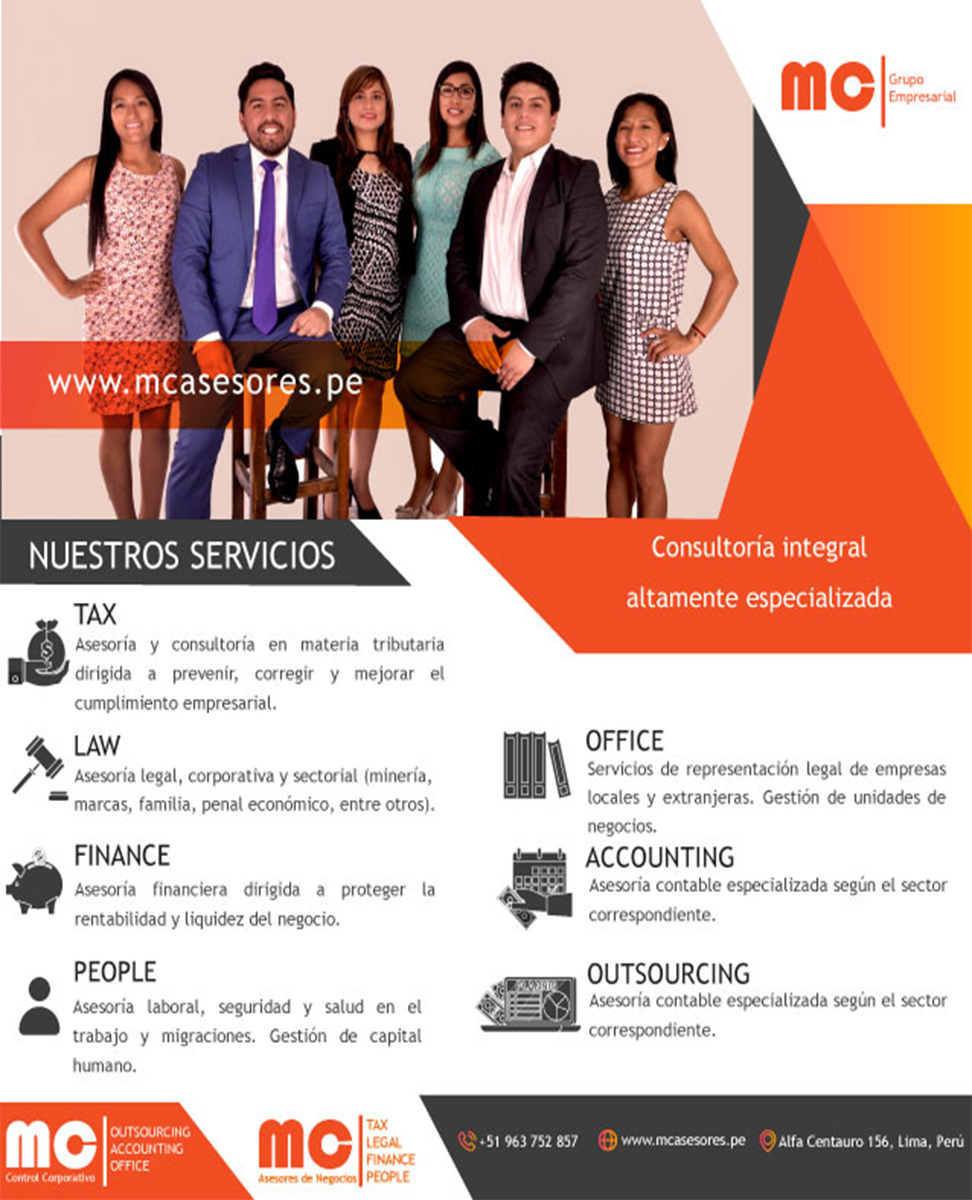 mc
Grupo
Empresarial
www.mcasesores.pe
Consultoría integral
altamente especializada
NUESTROS SERVICIOS
TAX
Asesoría y consultoría en materia tributaria
dirigida a prevenir, corregir y mejorar el
cumplimiento empresarial.
LAW
Asesoría legal, corporativa y sectorial (minería,
marcas, familia, penal económico, entre otros).
FINANCE
Asesoría financiera dirigida a proteger la
rentabilidad y liquidez del negocio.
PEOPLE
Asesoría laboral, seguridad y salud en el
trabajo y migraciones. Gestión de capital
humano.
OFFICE
Servicios de representación legal de empresas
locales y extranjeras. Gestión de unidades de
negocios.
ACCOUNTING
Asesoría contable especializada según el sector
correspondiente.
OUTSOURCING
Asesoría contable especializada según el sector
correspondiente.
mc
Control Corporativo
OUTSOURCING
ACCOUNTING
OFFICE
mc
Asesores de Negocios
TAX
LEGAL
FINANCE
PEOPLE
+51 963 752 857
www.mcasesores.pe
Alfa Centauro 156, Lima, Perú